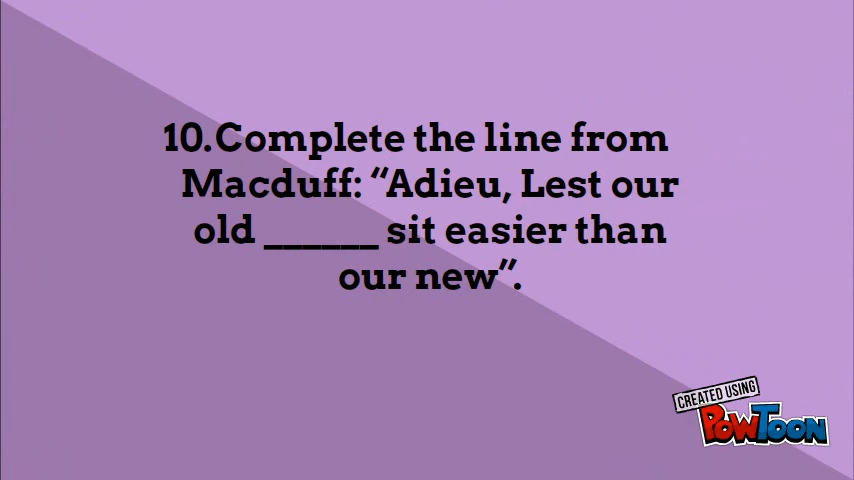 10.Complete the line from
Macduff: “Adieu, Lest our
old ______ sit easier than
our new”.
CREATED USING
POWTOON